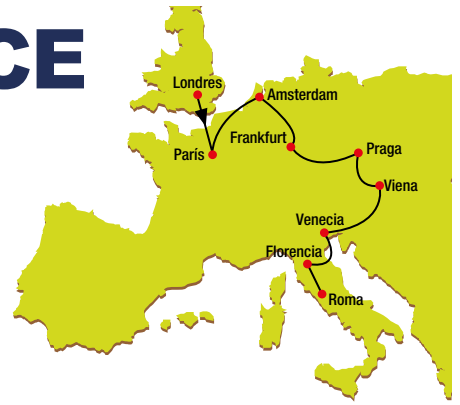 CE
Londres
Amsterdam
Frankfurt
París
Praga
Viena
Venecia
Florencia
Roma